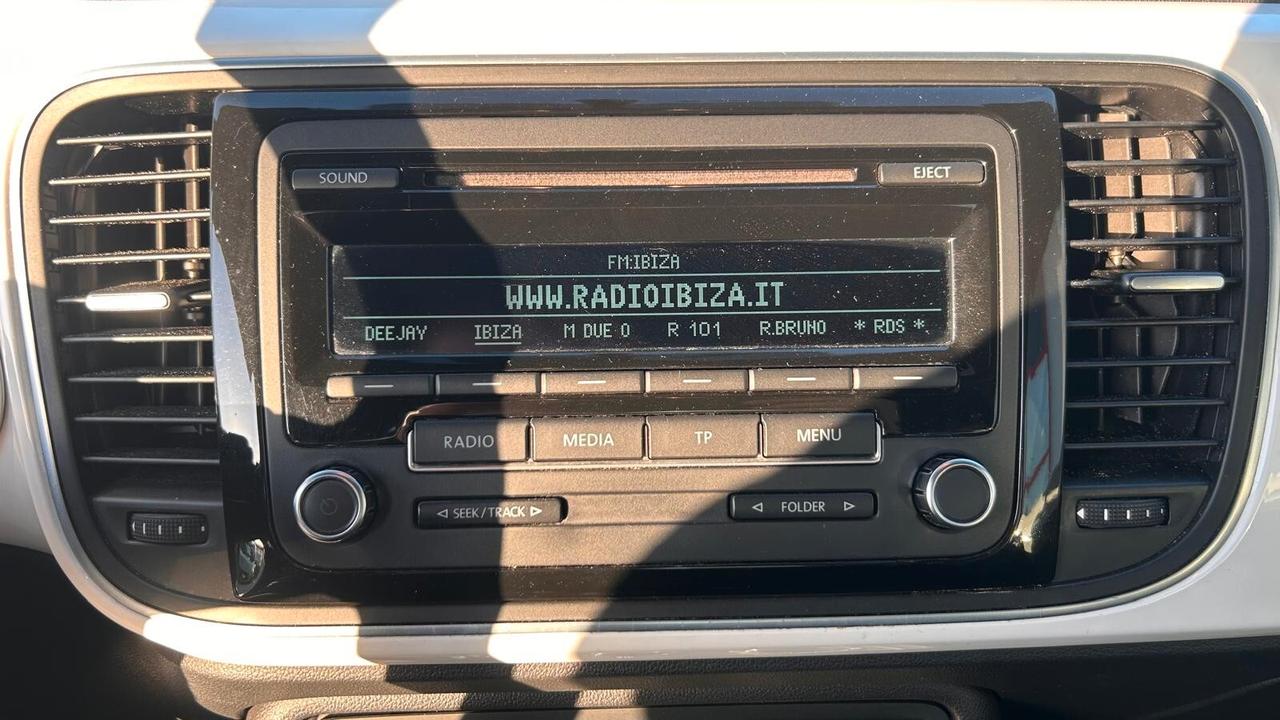 SOUND EJECT
FM:IBIZA
WWW.RADIOIBIZA.IT
DEEJAY IBIZA M DUE O R 101 R.BRUNO * RDS *
RADIO MEDIA TP MENU
◁ SEEK / TRACK ▷ ◁ FOLDER ▷